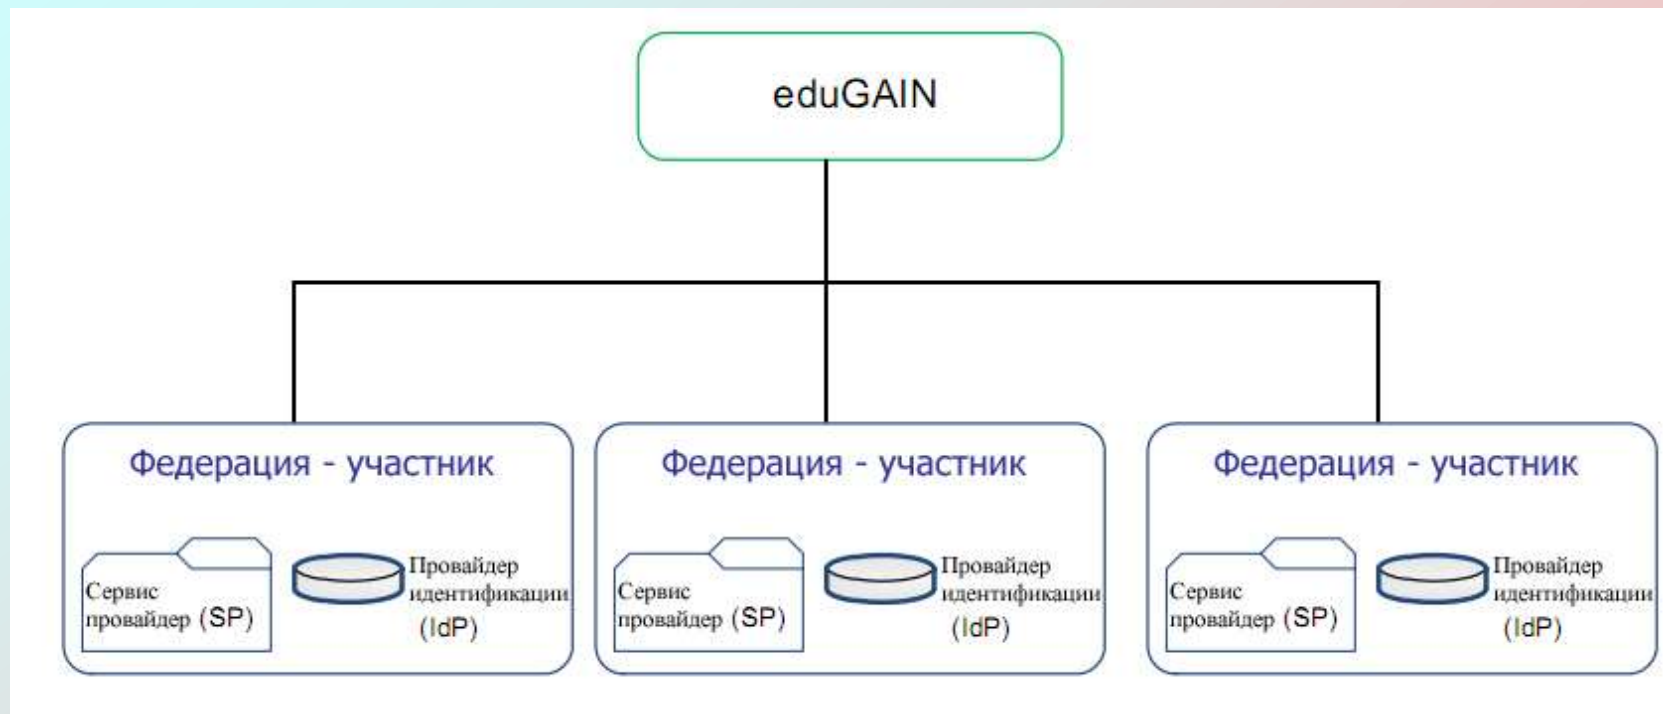 eduGAIN
Федерация - участник
Сервис
провайдер (SP)
Провайдер
идентификации
(IdP)
Федерация - участник
Сервис
провайдер (SP)
Провайдер
идентификации
(IdP)
Федерация - участник
Сервис
провайдер (SP)
Провайдер
идентификации
(IdP)